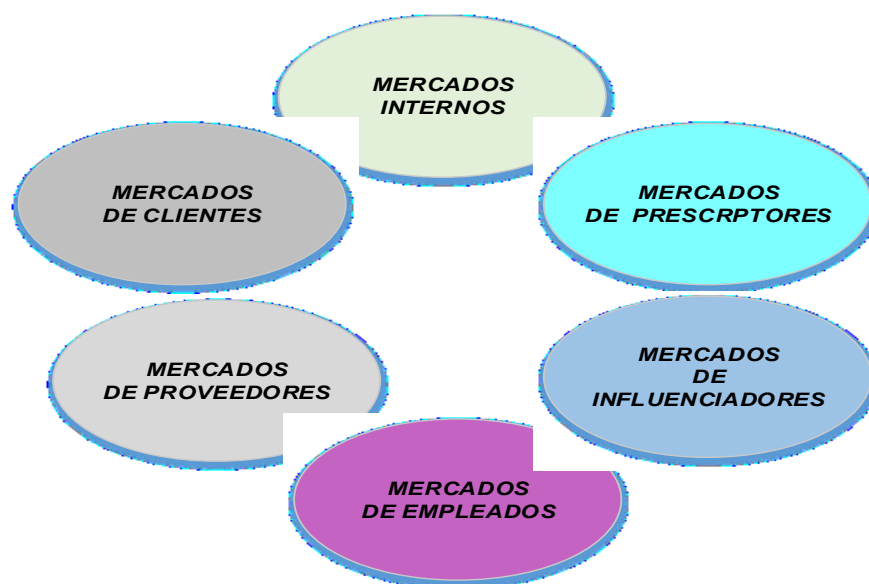 MERCADOS
INTERNOS
MERCADOS
DE CLIENTES
MERCADOS
DE PRESCRPTORES
MERCADOS
DE PROVEEDORES
MERCADOS
DE
INFLUENCIADORES
MERCADOS
DE EMPLEADOS